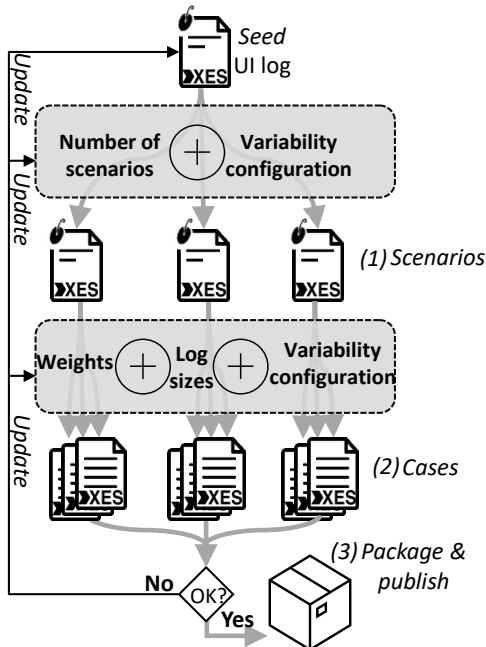 Seed
UI log
XES
Update
Number of
scenarios
+
Variability
configuration
Update
XES
XES
XES
(1) Scenarios
Weights
+
Log
sizes
+
Variability
configuration
Update
XES
XES
XES
(2) Cases
No
OK?
Yes
(3) Package &
publish